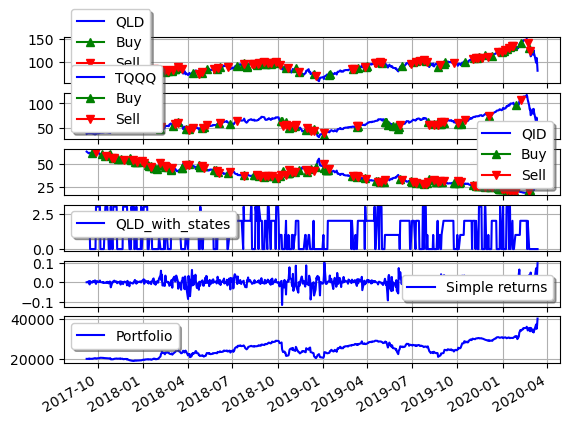 QLD
Buy
Sell
150
100
TQQQ
Buy
Sell
100
50
QID
Buy
Sell
50
25
QLD_with_states
2.5
0.0
Simple returns
0.1
0.0
−0.1
Portfolio
40000
20000
2017-10
2018-01
2018-04
2018-07
2018-10
2019-01
2019-04
2019-07
2019-10
2020-01
2020-04